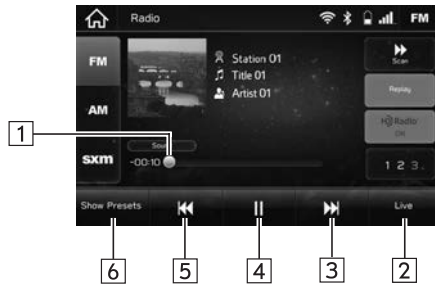 Radio
FM
FM
Station 01
Scan
Title 01
Replay
Artist 01
AM
HD Radio
ON
1
Sound
-00:10
sxm
1 2 3.
Show Presets
Live
6
5
4
3
2